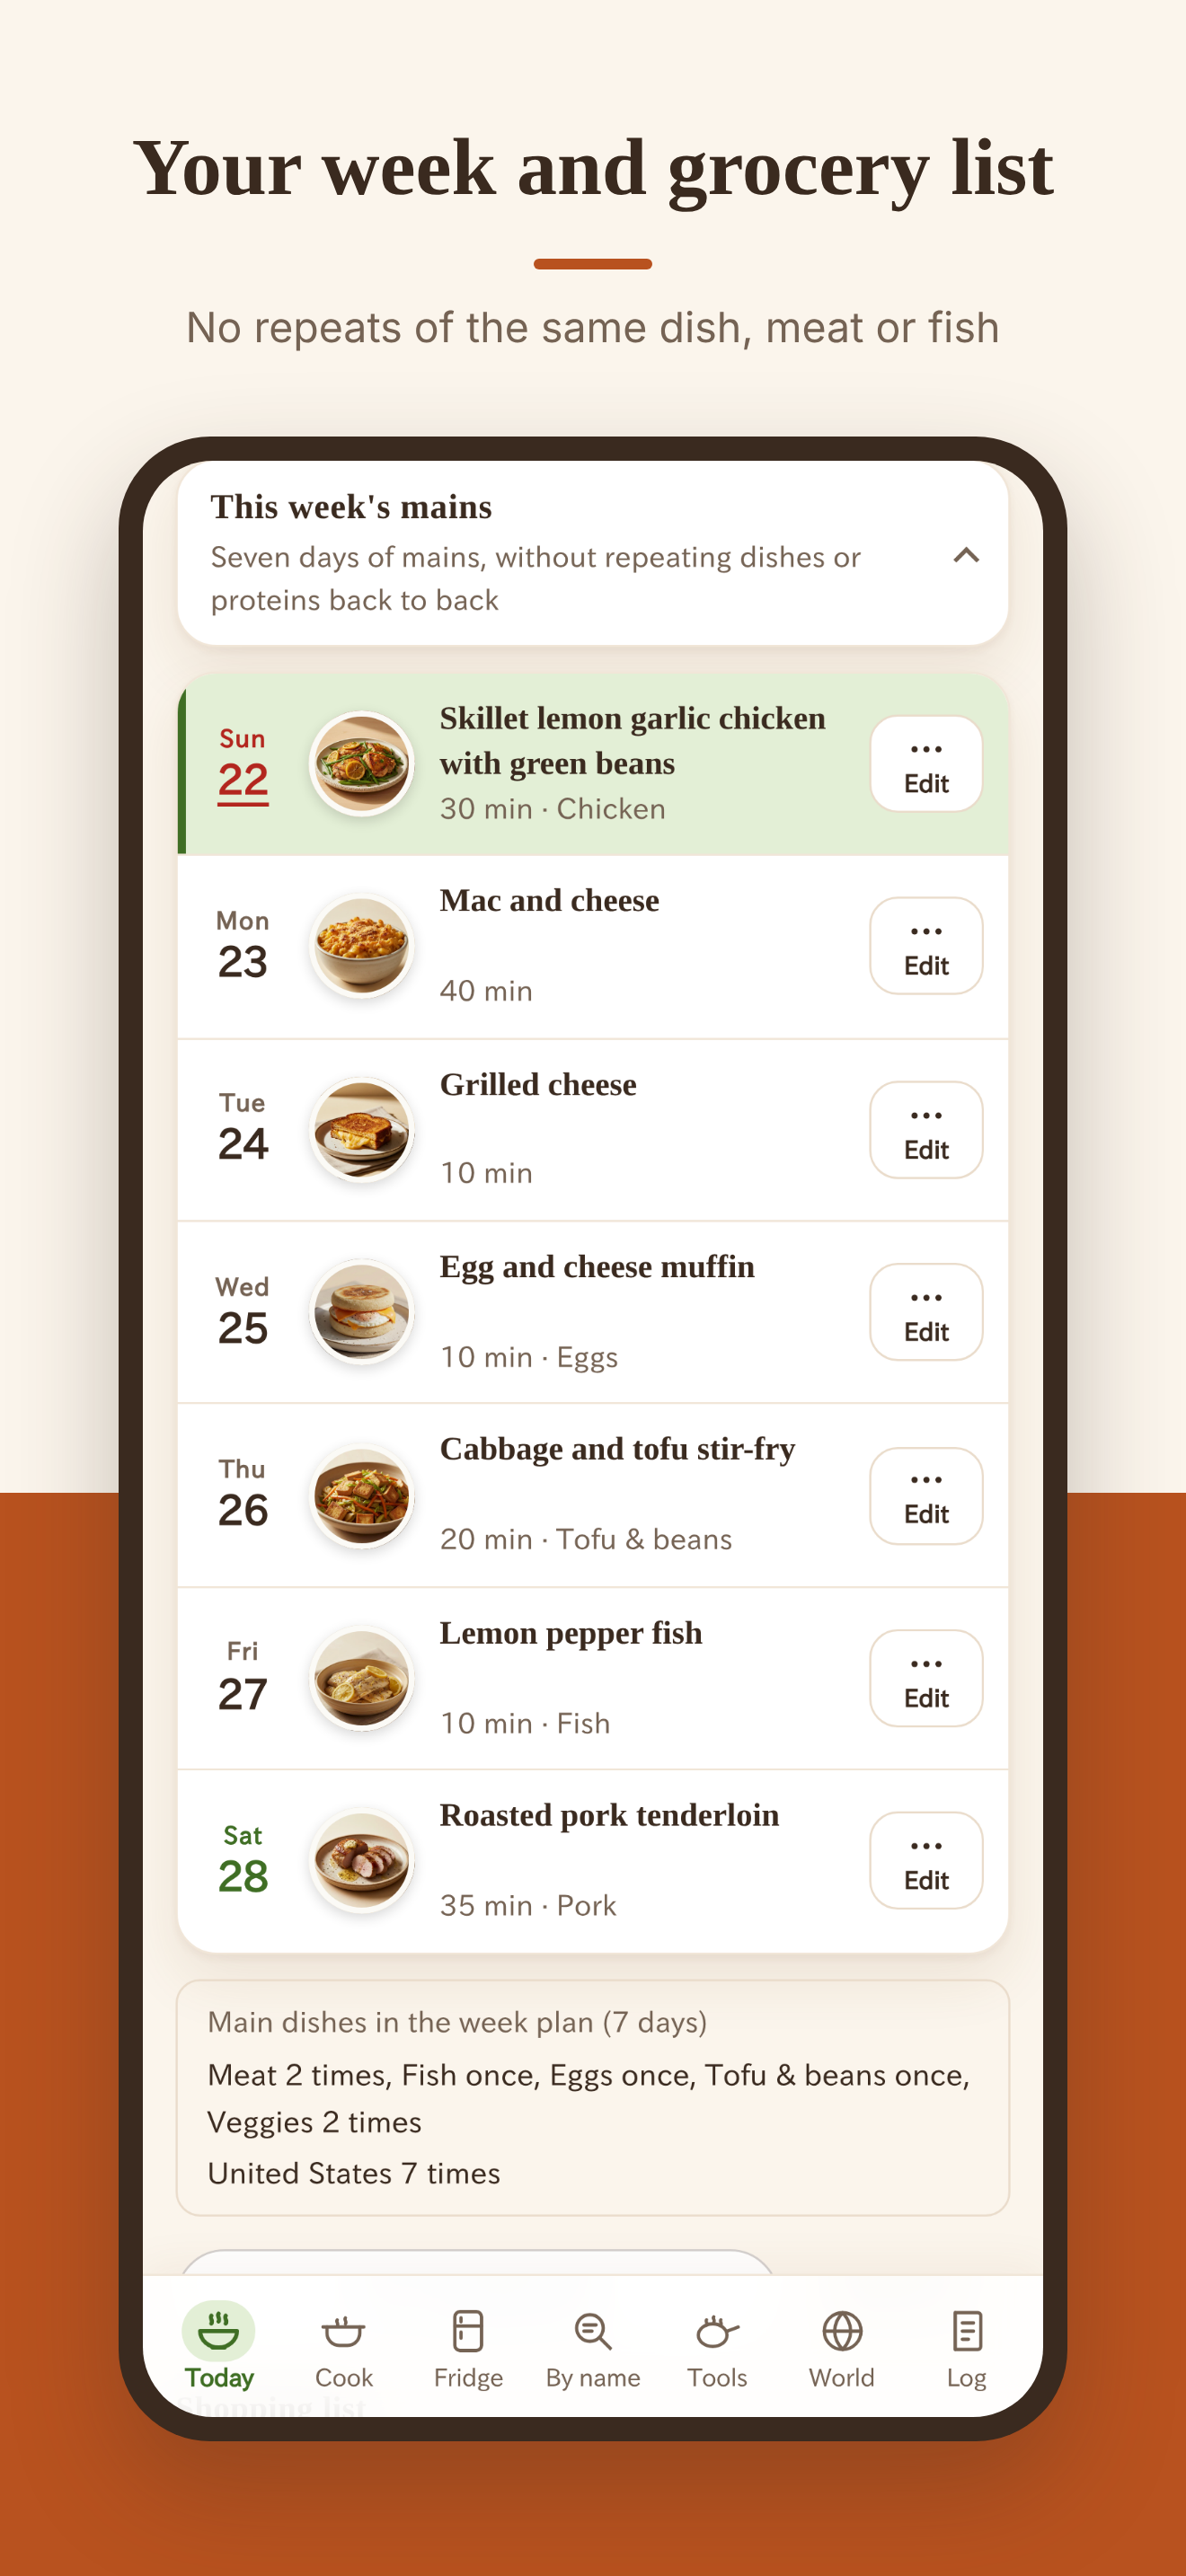 Your week and grocery list
No repeats of the same dish, meat or fish
This week's mains
Seven days of mains, without repeating dishes or
proteins back to back
Sun
22
Skillet lemon garlic chicken
with green beans
30 min · Chicken
Edit
Mon
23
Mac and cheese
40 min
Edit
Tue
24
Grilled cheese
10 min
Edit
Wed
25
Egg and cheese muffin
10 min · Eggs
Edit
Thu
26
Cabbage and tofu stir-fry
20 min · Tofu & beans
Edit
Fri
27
Lemon pepper fish
10 min · Fish
Edit
Sat
28
Roasted pork tenderloin
35 min · Pork
Edit
Main dishes in the week plan (7 days)
Meat 2 times, Fish once, Eggs once, Tofu & beans once,
Veggies 2 times
United States 7 times
Today
Cook
Fridge
By name
Tools
World
Log
Shopping list